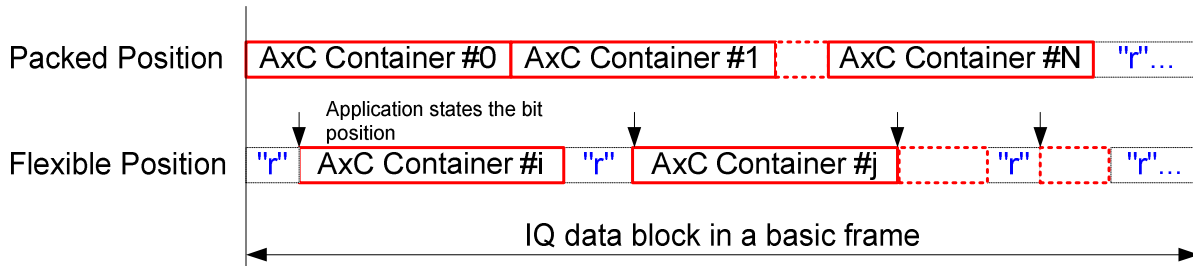 Packed Position AxC Container #0 AxC Container #1 AxC Container #N "r"...
Application states the bit
position
Flexible Position "r" AxC Container #i "r" AxC Container #j "r" "r"...
IQ data block in a basic frame